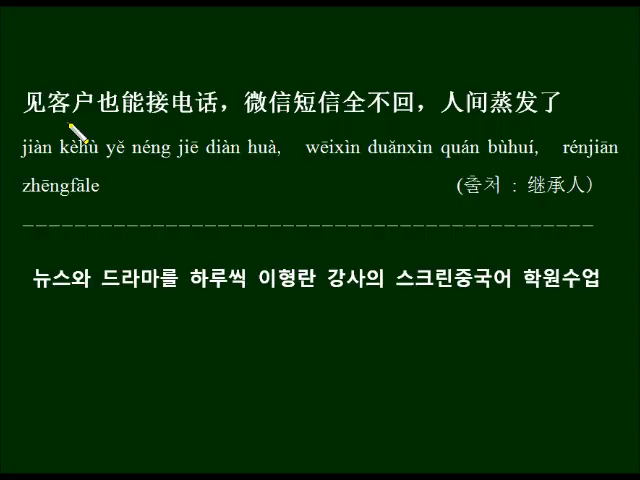 见客户也能接电话，微信短信全不回，人间蒸发了
jiàn kèhù yě néng jiē diàn huà,   wēixìn duǎnxìn quán bùhuí,   rénjiān
zhēngfāle (출처 : 继承人)
뉴스와 드라마를 하루씩 이형란 강사의 스크린중국어 학원수업